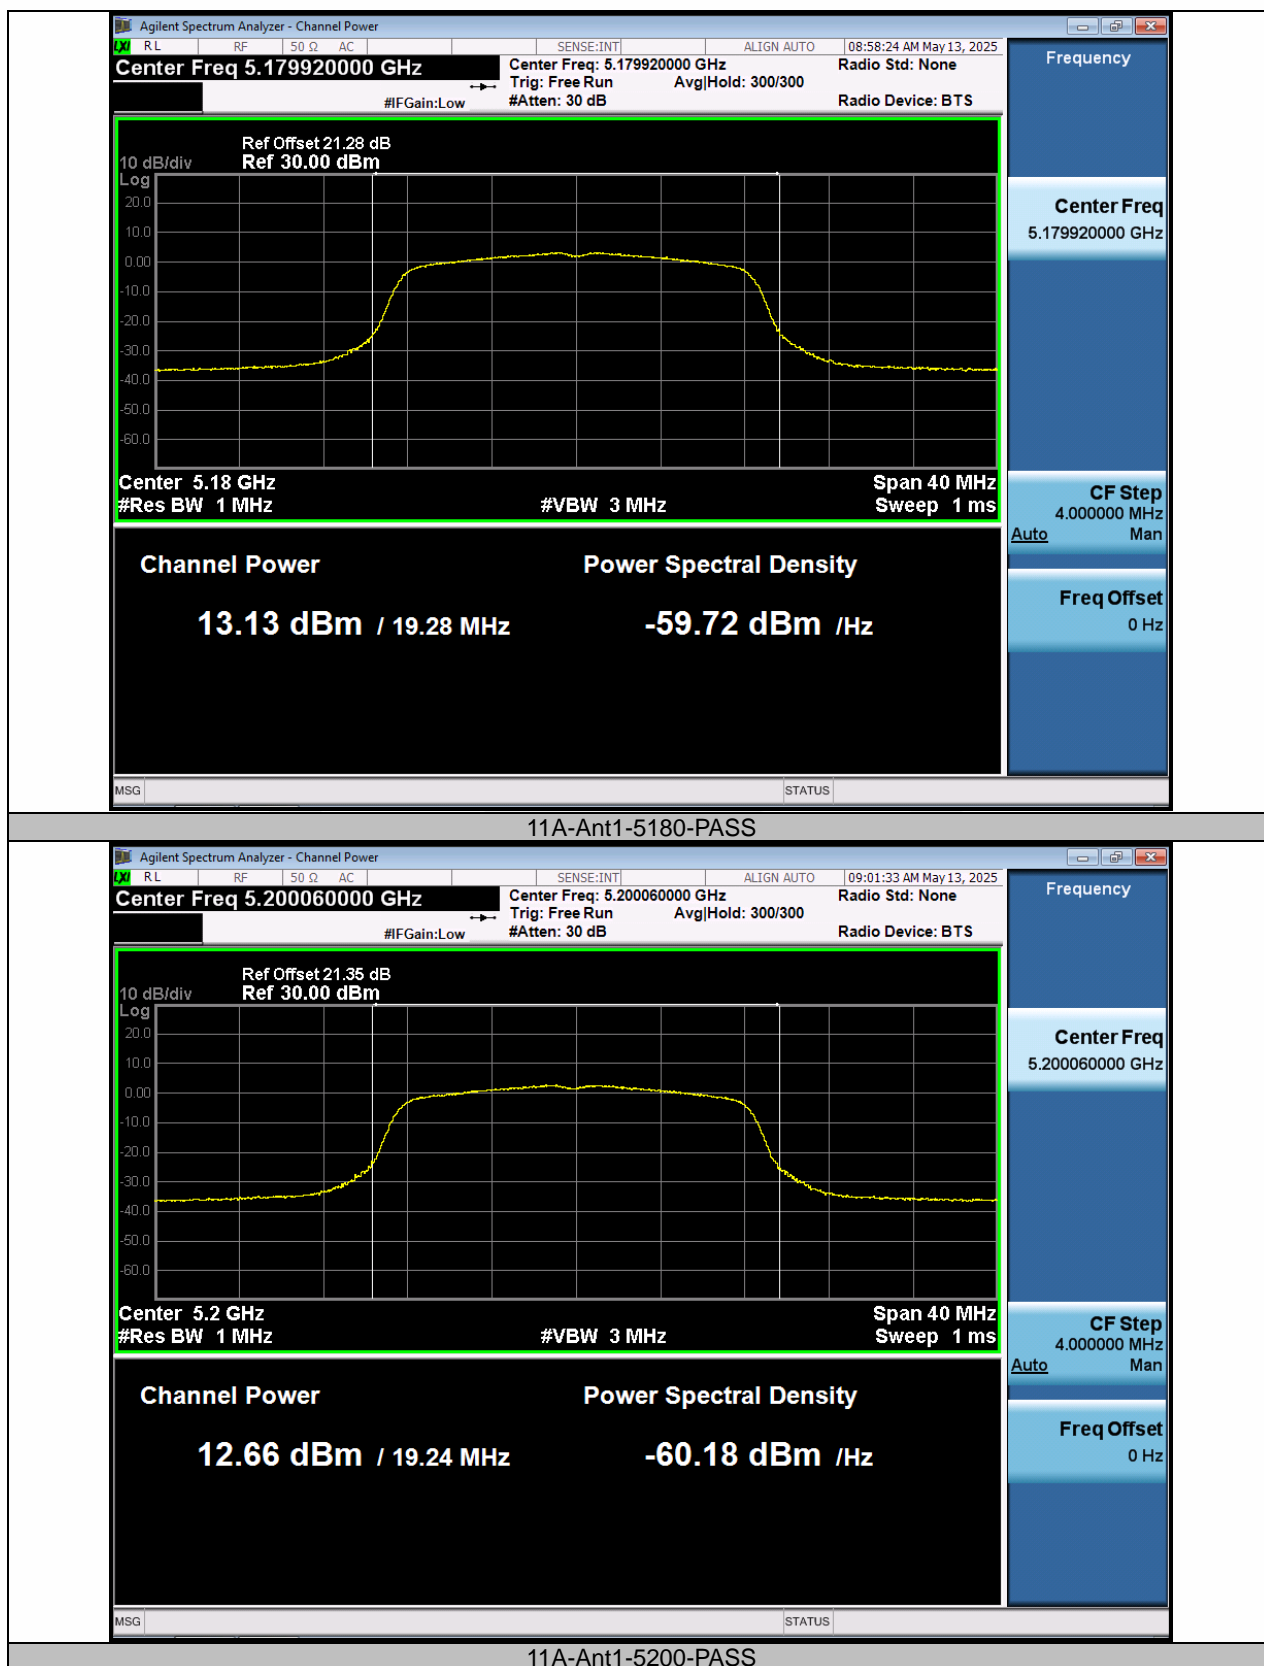 Agilent Spectrum Analyzer - Channel Power
LXI RL RF 50 Ω AC SENSE:INT ALIGN AUTO 08:58:24 AM May 13, 2025
Center Freq 5.179920000 GHz
Center Freq: 5.179920000 GHz Radio Std: None
Trig: Free Run Avg|Hold: 300/300
#IFGain:Low #Atten: 30 dB Radio Device: BTS
Frequency
Ref Offset 21.28 dB
10 dB/div Ref 30.00 dBm
Log
20.0
10.0
0.00
-10.0
-20.0
-30.0
-40.0
-50.0
-60.0
Center 5.18 GHz Span 40 MHz
#Res BW 1 MHz #VBW 3 MHz Sweep 1 ms
Center Freq
5.179920000 GHz
CF Step
4.000000 MHz
Auto Man
Freq Offset
0 Hz
Channel Power Power Spectral Density
13.13 dBm / 19.28 MHz -59.72 dBm /Hz
MSG STATUS
11A-Ant1-5180-PASS
Agilent Spectrum Analyzer - Channel Power
LXI RL RF 50 Ω AC SENSE:INT ALIGN AUTO 09:01:33 AM May 13, 2025
Center Freq 5.200060000 GHz
Center Freq: 5.200060000 GHz Radio Std: None
Trig: Free Run Avg|Hold: 300/300
#IFGain:Low #Atten: 30 dB Radio Device: BTS
Frequency
Ref Offset 21.35 dB
10 dB/div Ref 30.00 dBm
Log
20.0
10.0
0.00
-10.0
-20.0
-30.0
-40.0
-50.0
-60.0
Center 5.2 GHz Span 40 MHz
#Res BW 1 MHz #VBW 3 MHz Sweep 1 ms
Center Freq
5.200060000 GHz
CF Step
4.000000 MHz
Auto Man
Freq Offset
0 Hz
Channel Power Power Spectral Density
12.66 dBm / 19.24 MHz -60.18 dBm /Hz
MSG STATUS
11A-Ant1-5200-PASS